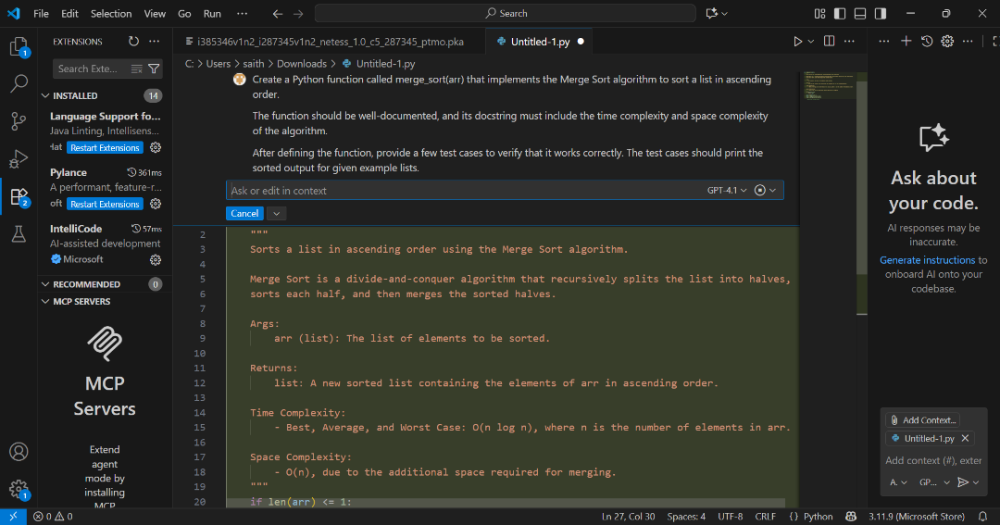 File Edit Selection View Go Run ··· Search
EXTENSIONS
Search Exte...
INSTALLED 14
Language Support fo...
Java Linting, Intellisens...
Hat Restart Extensions
Pylance 361ms
A performant, feature-r...
oft Restart Extensions
IntelliCode 57ms
AI-assisted development
Microsoft
RECOMMENDED 0
MCP SERVERS
MCP
Servers
Extend
agent
mode by
installing
MCP
1
2
1
i385346v1n2_i287345v1n2_netess_1.0_c5_287345_ptmo.pka
Untitled-1.py
C: > Users > saith > Downloads > Untitled-1.py
Create a Python function called merge_sort(arr) that implements the Merge Sort algorithm to sort a list in ascending
order.
The function should be well-documented, and its docstring must include the time complexity and space complexity
of the algorithm.
After defining the function, provide a few test cases to verify that it works correctly. The test cases should print the
sorted output for given example lists.
Ask or edit in context GPT-4.1
Cancel
2 """
3 Sorts a list in ascending order using the Merge Sort algorithm.
4
5 Merge Sort is a divide-and-conquer algorithm that recursively splits the list into halves,
6 sorts each half, and then merges the sorted halves.
7
8 Args:
9 arr (list): The list of elements to be sorted.
10
11 Returns:
12 list: A new sorted list containing the elements of arr in ascending order.
13
14 Time Complexity:
15 - Best, Average, and Worst Case: O(n log n), where n is the number of elements in arr.
16
17 Space Complexity:
18 - O(n), due to the additional space required for merging.
19 """
20 if len(arr) <= 1:
Ask about
your code.
AI responses may be
inaccurate.
Generate instructions to
onboard AI onto your
codebase.
Add Context...
Untitled-1.py
Add context (#), exter
A. GP...
0 0
Ln 27, Col 30 Spaces: 4 UTF-8 CRLF {} Python 3.11.9 (Microsoft Store)